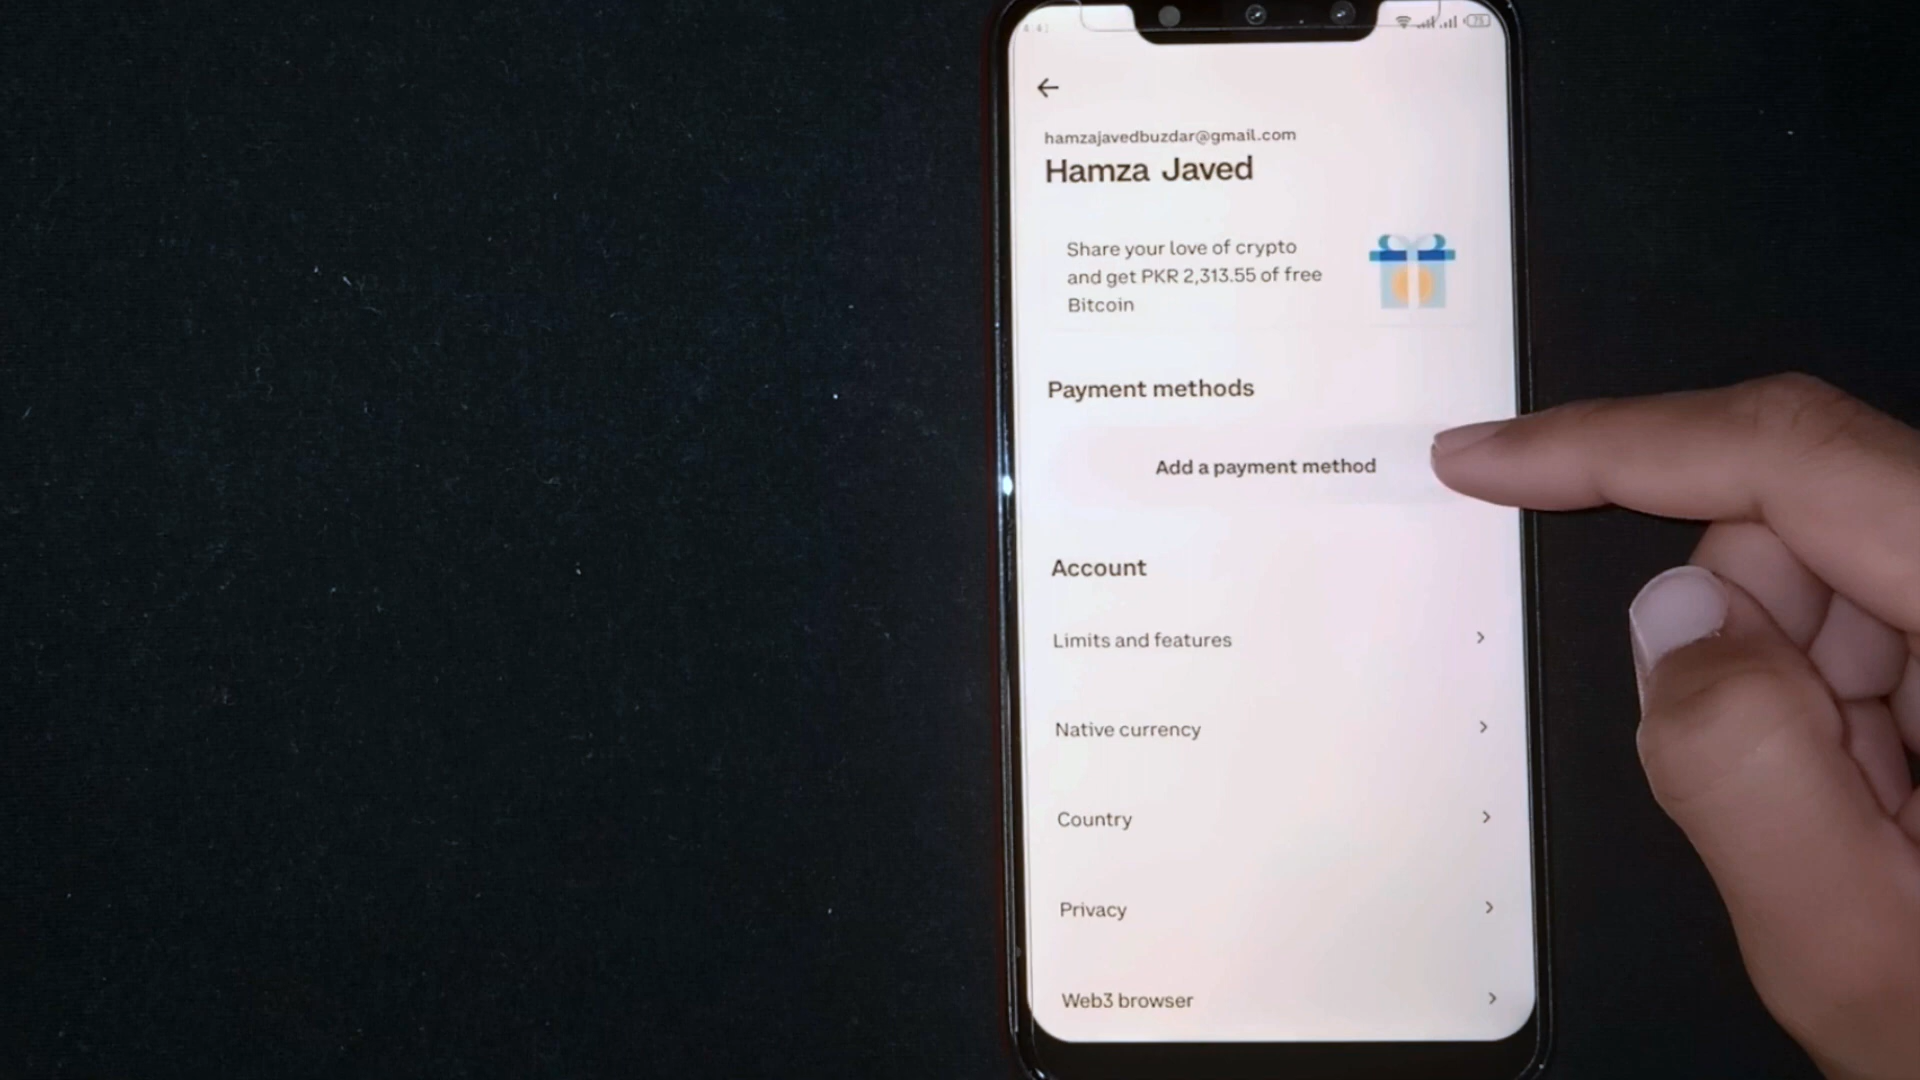 hamzajavedbuzdar@gmail.com
Hamza Javed
Share your love of crypto
and get PKR 2,313.55 of free
Bitcoin
Payment methods
Add a payment method
Account
Limits and features
Native currency
Country
Privacy
Web3 browser